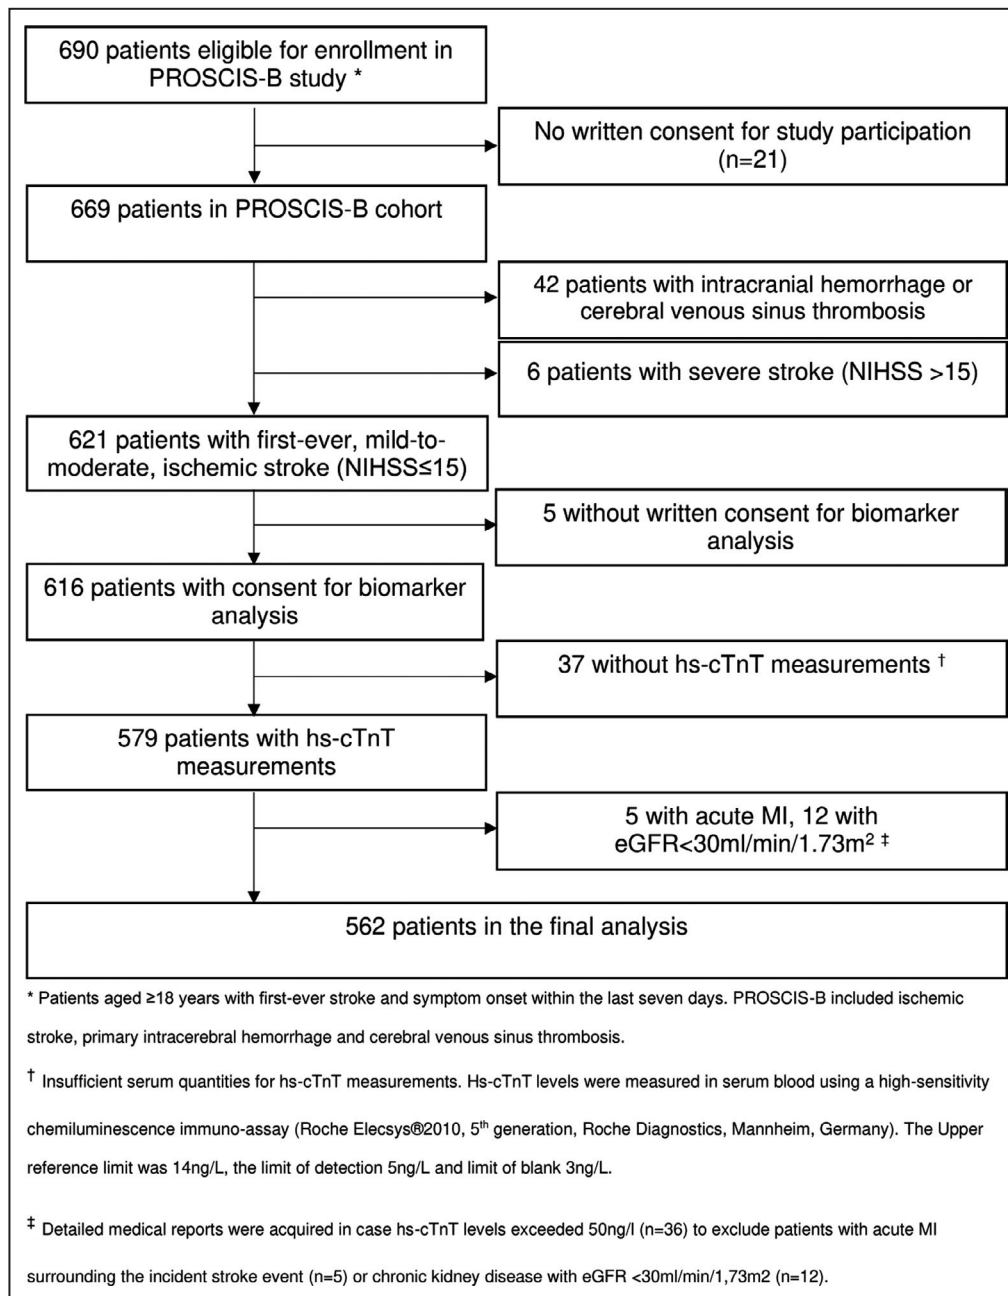 690 patients eligible for enrollment in
PROSCIS-B study *
No written consent for study participation
(n=21)
669 patients in PROSCIS-B cohort
42 patients with intracranial hemorrhage or
cerebral venous sinus thrombosis
6 patients with severe stroke (NIHSS >15)
621 patients with first-ever, mild-to-
moderate, ischemic stroke (NIHSS≤15)
5 without written consent for biomarker
analysis
616 patients with consent for biomarker
analysis
37 without hs-cTnT measurements †
579 patients with hs-cTnT
measurements
5 with acute MI, 12 with
eGFR<30ml/min/1.73m² ‡
562 patients in the final analysis
* Patients aged ≥18 years with first-ever stroke and symptom onset within the last seven days. PROSCIS-B included ischemic
stroke, primary intracerebral hemorrhage and cerebral venous sinus thrombosis.
† Insufficient serum quantities for hs-cTnT measurements. Hs-cTnT levels were measured in serum blood using a high-sensitivity
chemiluminescence immuno-assay (Roche Elecsys®2010, 5th generation, Roche Diagnostics, Mannheim, Germany). The Upper
reference limit was 14ng/L, the limit of detection 5ng/L and limit of blank 3ng/L.
‡ Detailed medical reports were acquired in case hs-cTnT levels exceeded 50ng/l (n=36) to exclude patients with acute MI
surrounding the incident stroke event (n=5) or chronic kidney disease with eGFR <30ml/min/1,73m2 (n=12).